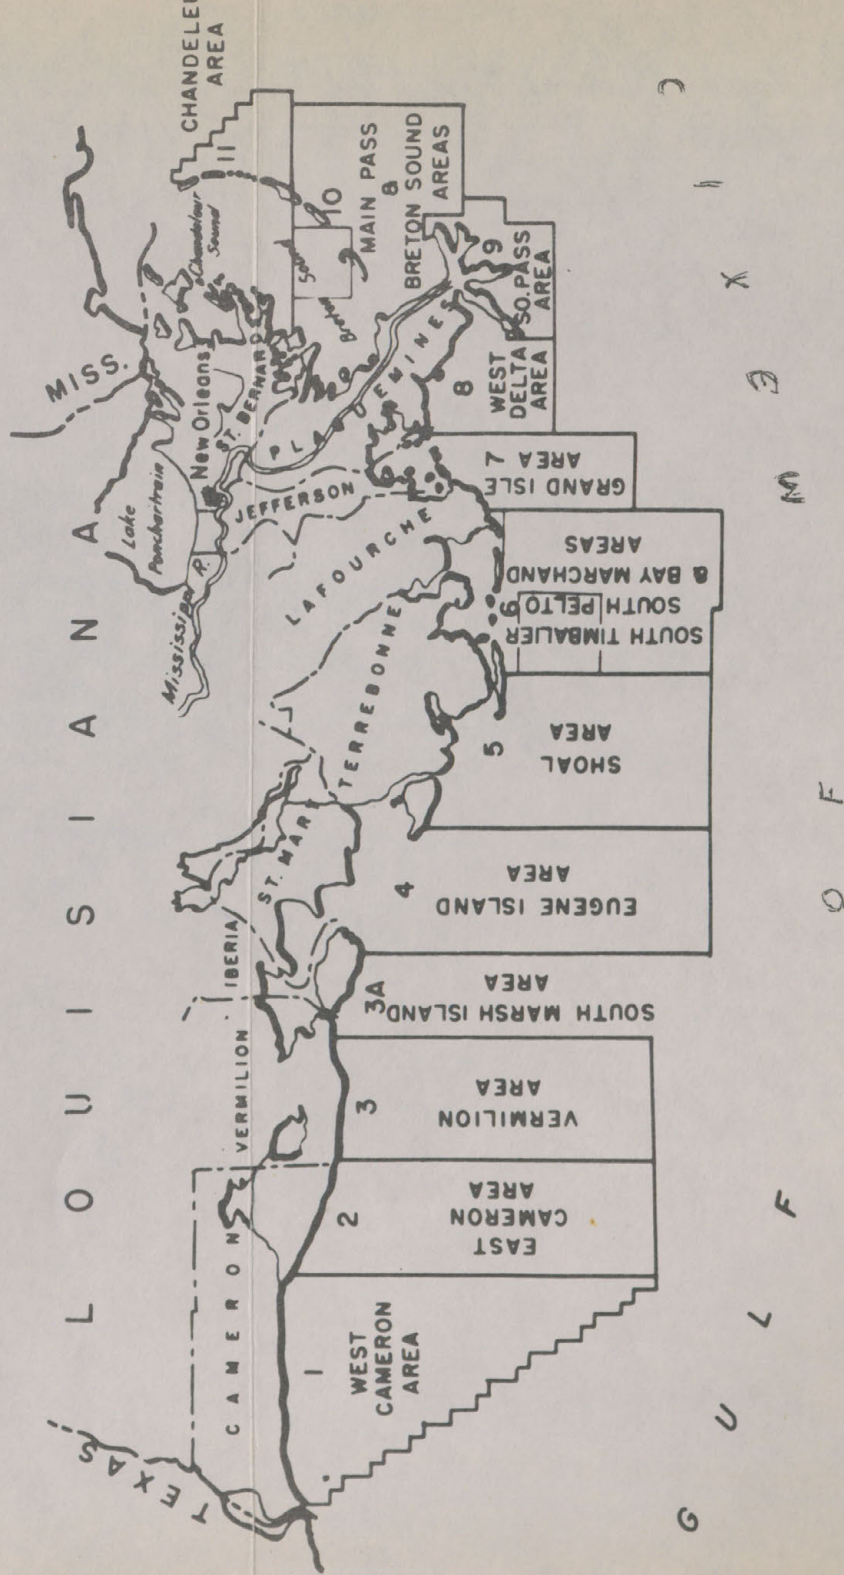 LOUISIANA
TEXAS
MISS.
Lake
Ponchartrain
New Orleans
Mississippi R.
CAMERON
VERMILION
IBERIA
ST. MARY
TERREBONNE
LAFOURCHE
JEFFERSON
PLAQUEMINES
ST. BERNARD
Chandelour
Sound
Breton Sound
1
WEST
CAMERON
AREA
2
EAST
CAMERON
AREA
3
VERMILION
AREA
3A
SOUTH MARSH ISLAND
AREA
4
EUGENE ISLAND
AREA
5
SHOAL
AREA
6
SOUTH TIMBALIER
SOUTH PELTO
& BAY MARCHAND
AREAS
7
GRAND ISLE
AREA
8
WEST
DELTA
AREA
9
SO. PASS
AREA
10
MAIN PASS
&
BRETON SOUND
AREAS
11
CHANDELEU
AREA
GULF OF MEXICO